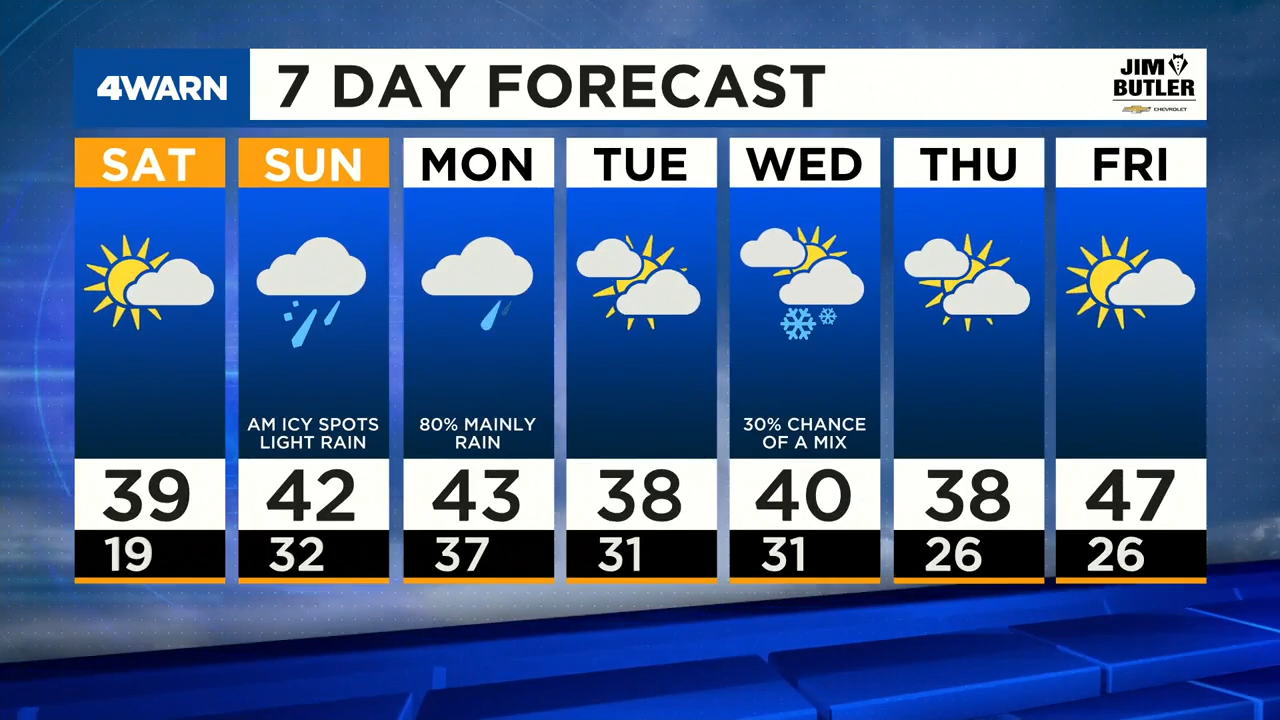 4WARN
7 DAY FORECAST
JIM
BUTLER
CHEVROLET
SAT
SUN
MON
TUE
WED
THU
FRI
AM ICY SPOTS
LIGHT RAIN
80% MAINLY
RAIN
30% CHANCE
OF A MIX
39
42
43
38
40
38
47
19
32
37
31
31
26
26